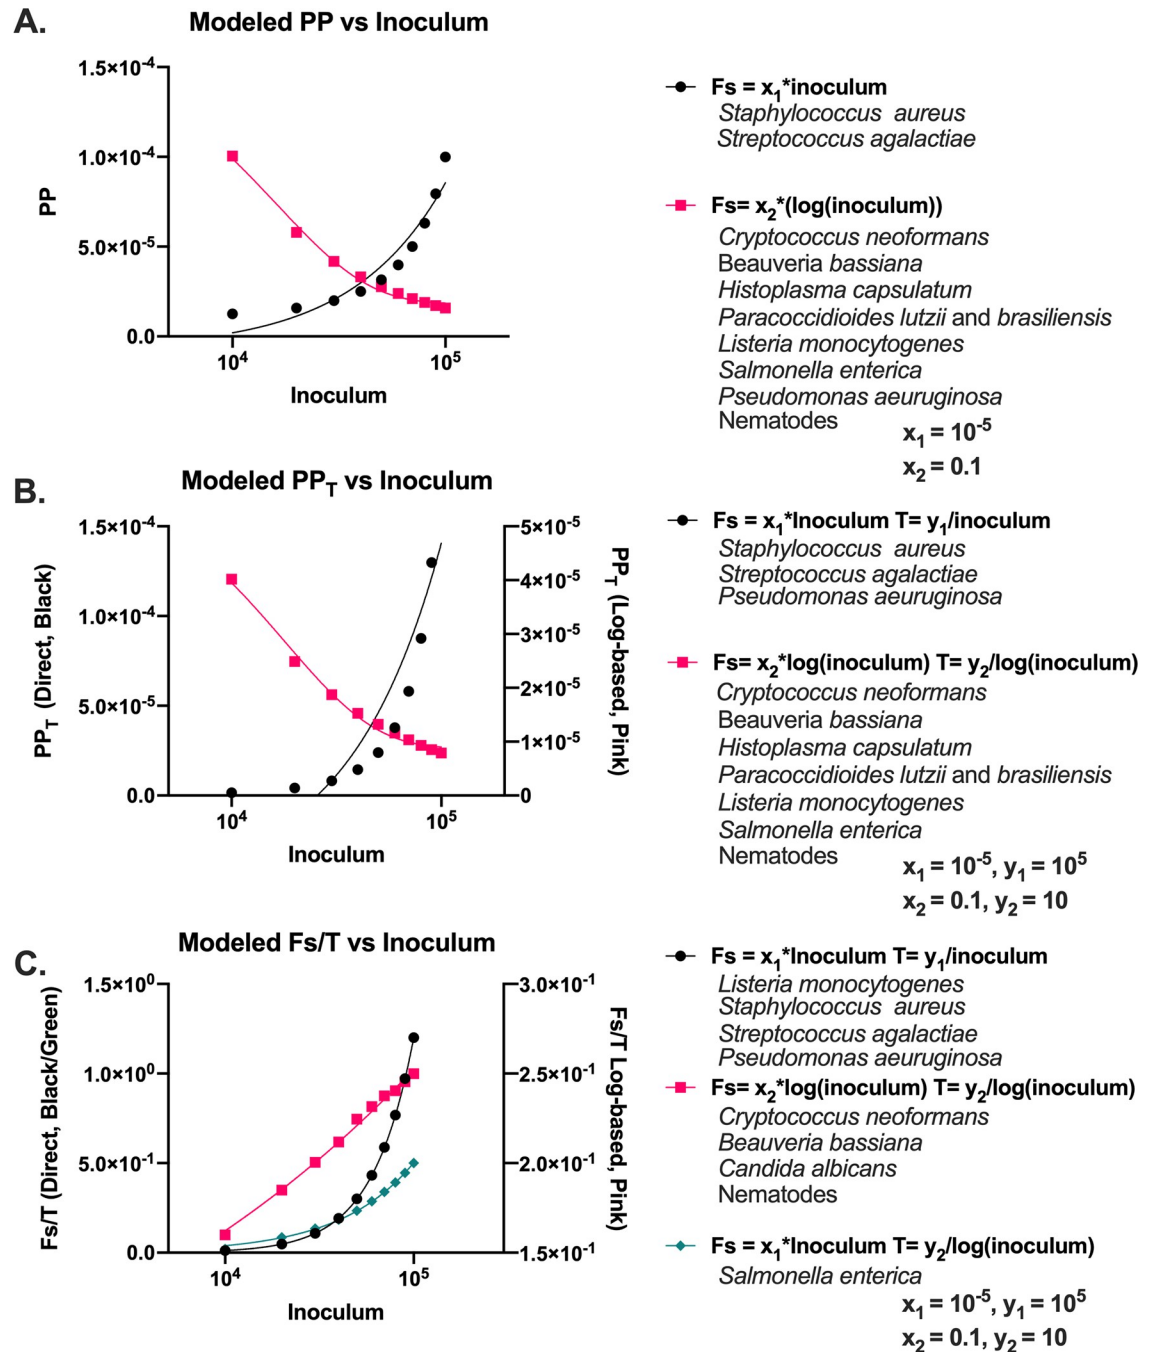 A.
Modeled PP vs Inoculum
1.5×10⁻⁴
1.0×10⁻⁴
5.0×10⁻⁵
0.0
PP
10⁴
10⁵
Inoculum
Fs = x₁*inoculum
Staphylococcus aureus
Streptococcus agalactiae
Fs= x₂*(log(inoculum))
Cryptococcus neoformans
Beauveria bassiana
Histoplasma capsulatum
Paracoccidioides lutzii and brasiliensis
Listeria monocytogenes
Salmonella enterica
Pseudomonas aeuruginosa
Nematodes
x₁ = 10⁻⁵
x₂ = 0.1
B.
Modeled PP_T vs Inoculum
1.5×10⁻⁴
1.0×10⁻⁴
5.0×10⁻⁵
0.0
PP_T (Direct, Black)
5×10⁻⁵
4×10⁻⁵
3×10⁻⁵
2×10⁻⁵
1×10⁻⁵
0
PP_T (Log-based, Pink)
10⁴
10⁵
Inoculum
Fs = x₁*Inoculum T= y₁/inoculum
Staphylococcus aureus
Streptococcus agalactiae
Pseudomonas aeuruginosa
Fs= x₂*log(inoculum) T= y₂/log(inoculum)
Cryptococcus neoformans
Beauveria bassiana
Histoplasma capsulatum
Paracoccidioides lutzii and brasiliensis
Listeria monocytogenes
Salmonella enterica
Nematodes
x₁ = 10⁻⁵, y₁ = 10⁵
x₂ = 0.1, y₂ = 10
C.
Modeled Fs/T vs Inoculum
1.5×10⁰
1.0×10⁰
5.0×10⁻¹
0.0
Fs/T (Direct, Black/Green)
3.0×10⁻¹
2.5×10⁻¹
2.0×10⁻¹
1.5×10⁻¹
Fs/T Log-based, Pink)
10⁴
10⁵
Inoculum
Fs = x₁*Inoculum T= y₁/inoculum
Listeria monocytogenes
Staphylococcus aureus
Streptococcus agalactiae
Pseudomonas aeuruginosa
Fs= x₂*log(inoculum) T= y₂/log(inoculum)
Cryptococcus neoformans
Beauveria bassiana
Candida albicans
Nematodes
Fs = x₁*Inoculum T= y₂/log(inoculum)
Salmonella enterica
x₁ = 10⁻⁵, y₁ = 10⁵
x₂ = 0.1, y₂ = 10